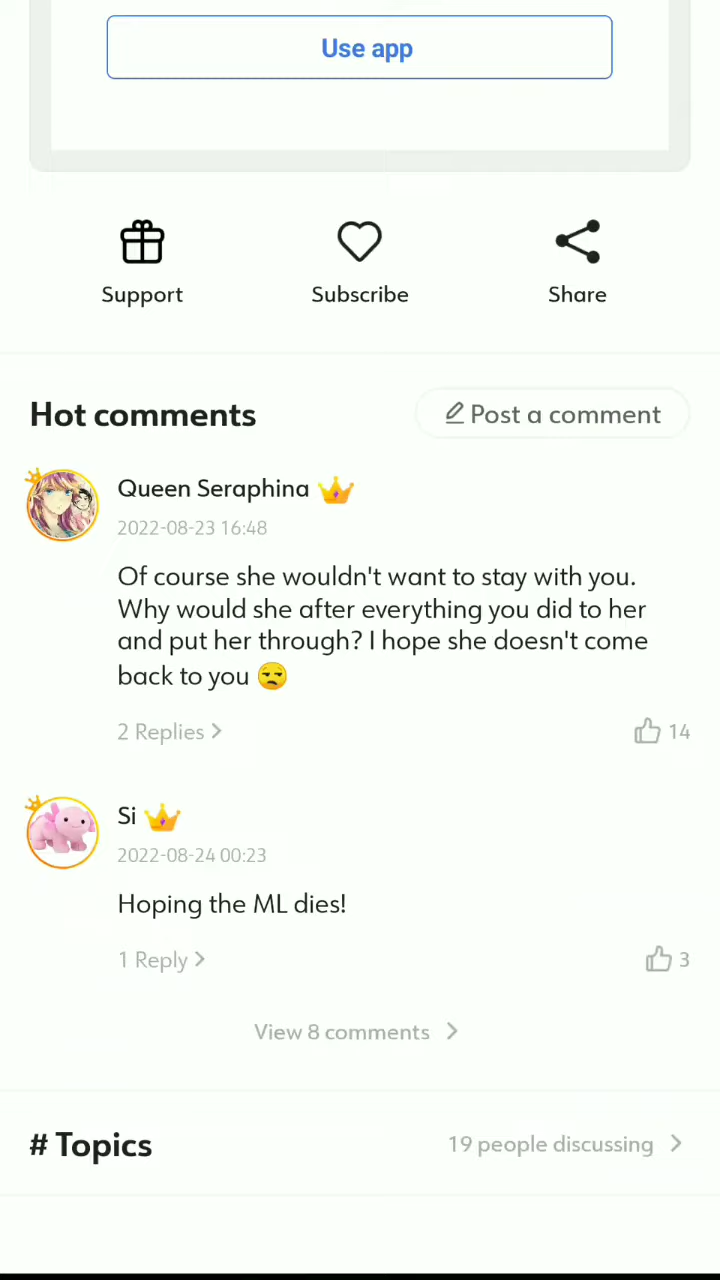 Use app
Support
Subscribe
Share
Hot comments
Post a comment
Queen Seraphina
2022-08-23 16:48
Of course she wouldn't want to stay with you.
Why would she after everything you did to her
and put her through? I hope she doesn't come
back to you 😒
2 Replies >
14
Si
2022-08-24 00:23
Hoping the ML dies!
1 Reply >
3
View 8 comments >
# Topics
19 people discussing >